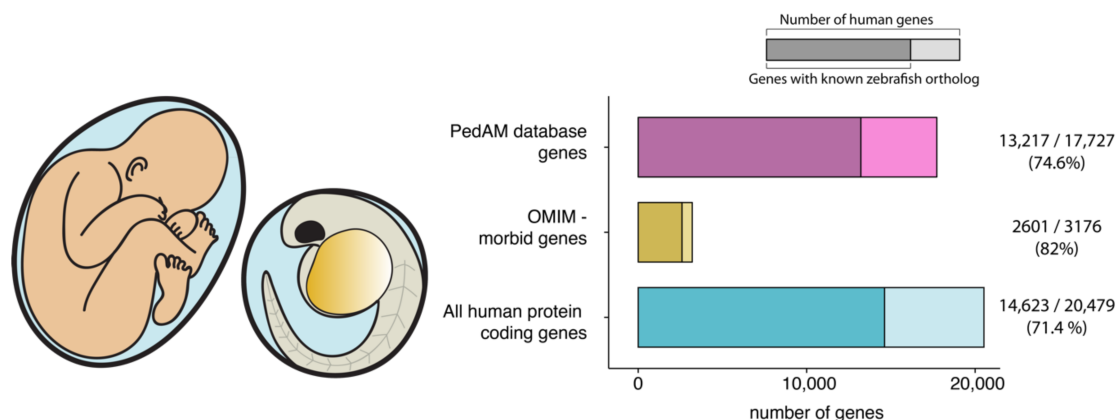 Number of human genes
Genes with known zebrafish ortholog
PedAM database
genes
13,217 / 17,727
(74.6%)
OMIM -
morbid genes
2601 / 3176
(82%)
All human protein
coding genes
14,623 / 20,479
(71.4 %)
0
10,000
20,000
number of genes